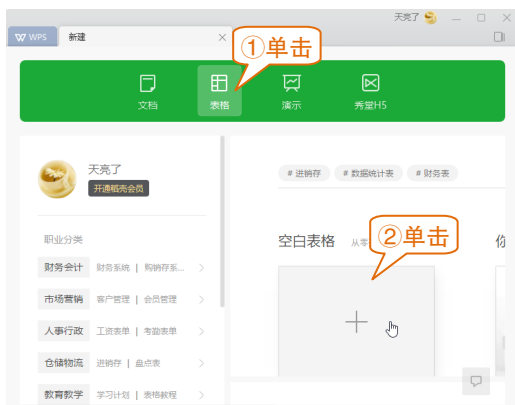 天亮了
WPS 新建
①单击
文档 表格 演示 秀堂H5
天亮了
开通稻壳会员
# 进销存 # 数据统计表 # 财务表
职业分类
空白表格 从零
②单击
你
财务会计 财务系统 | 购销存系...
市场营销 客户管理 | 会员管理
人事行政 工资表单 | 考勤表单
仓储物流 进销存 | 盘点表
教育教学 学习计划 | 表格教程